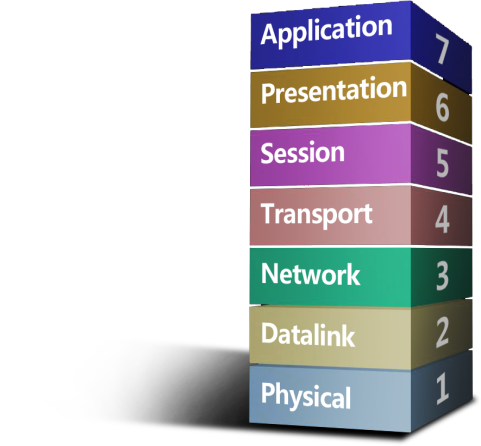 Application 7
Presentation 6
Session 5
Transport 4
Network 3
Datalink 2
Physical 1